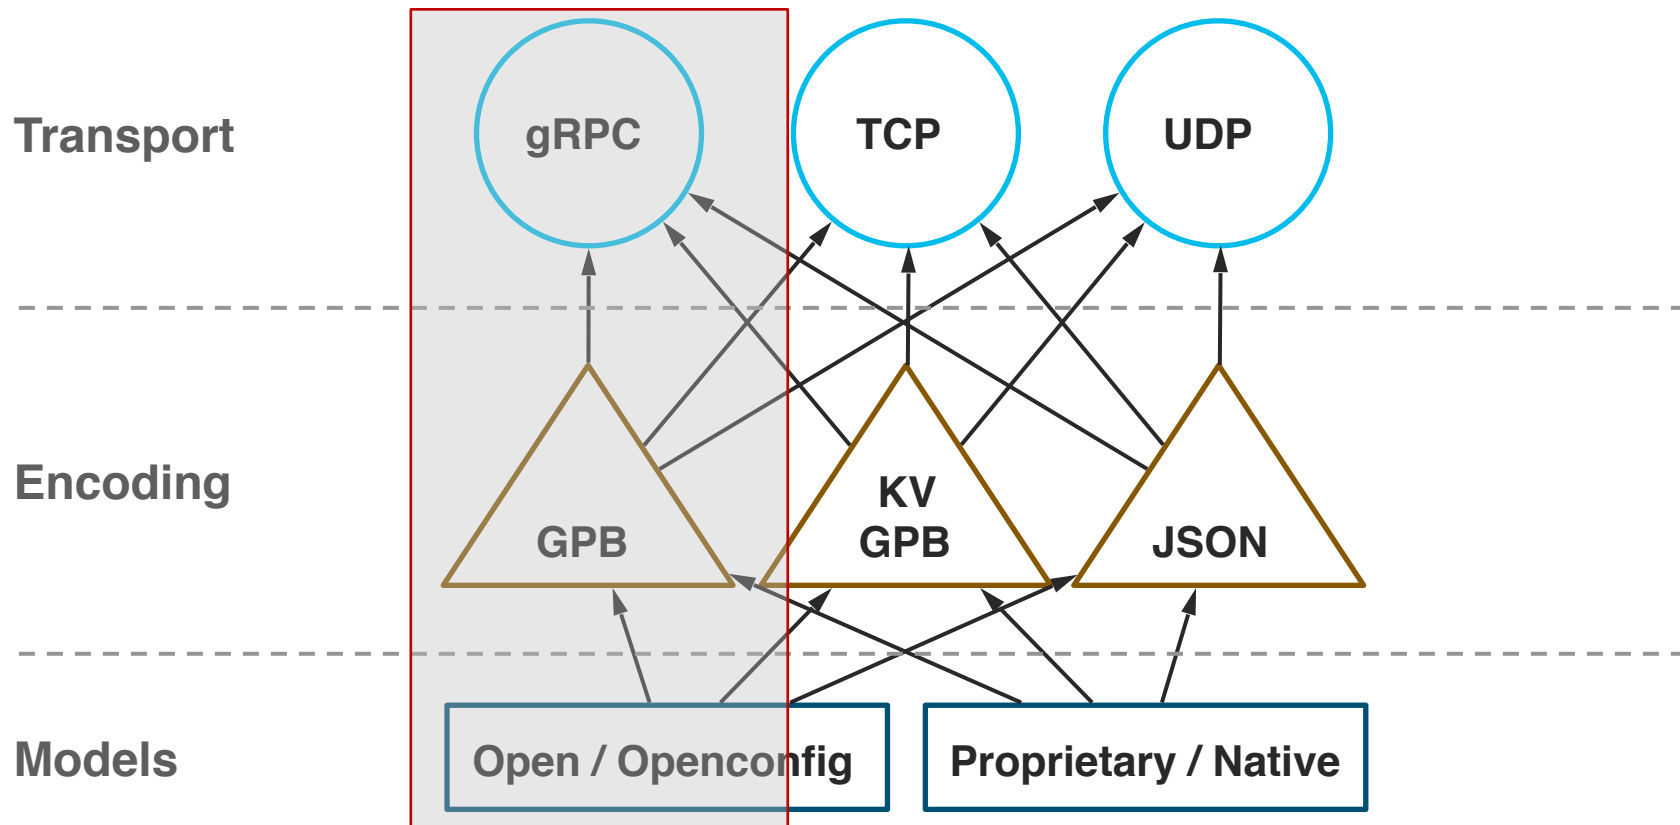 Transport
gRPC
TCP
UDP
Encoding
GPB
KV
GPB
JSON
Models
Open / Openconfig
Proprietary / Native